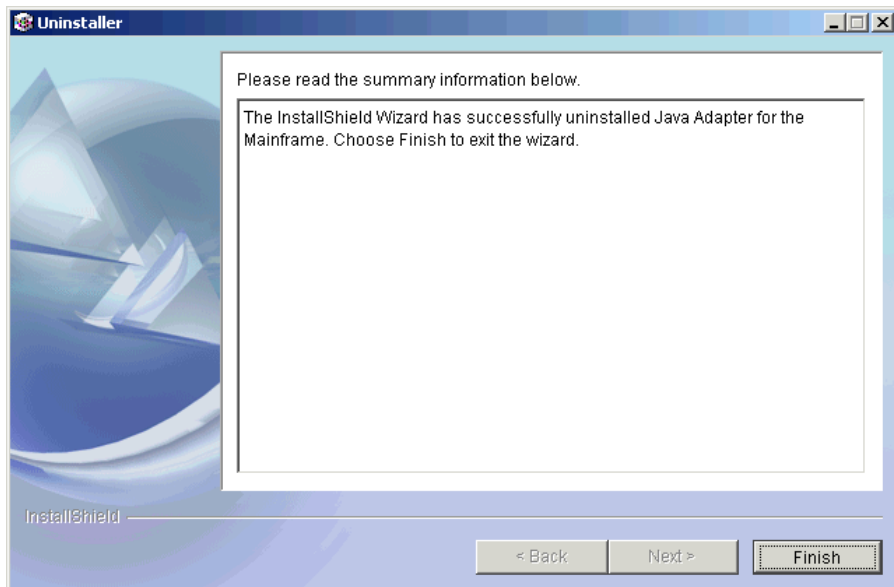 Uninstaller
Please read the summary information below.
The InstallShield Wizard has successfully uninstalled Java Adapter for the
Mainframe. Choose Finish to exit the wizard.
InstallShield
< Back
Next >
Finish